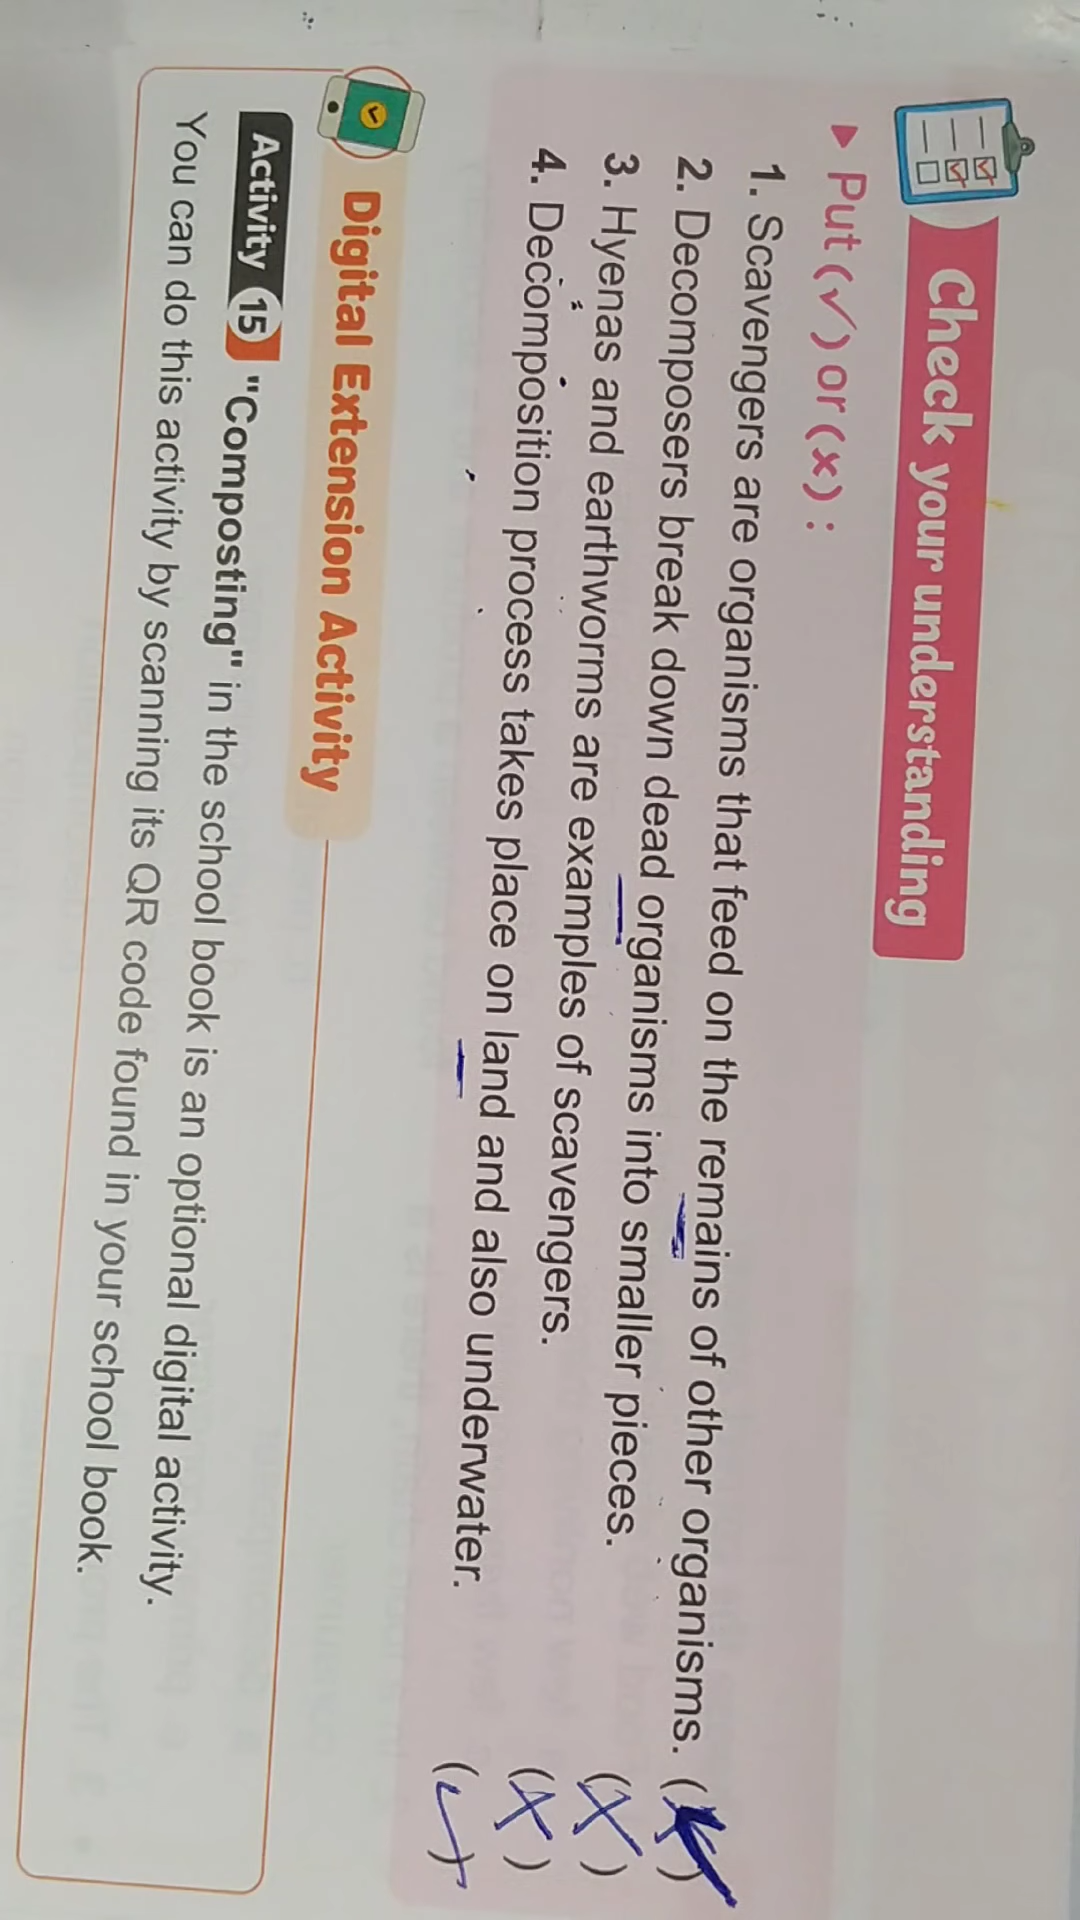 Check your understanding
▶ Put (✓) or (×) :
1. Scavengers are organisms that feed on the remains of other organisms. (✓)
2. Decomposers break down dead organisms into smaller pieces. (X)
3. Hyenas and earthworms are examples of scavengers. (X)
4. Decomposition process takes place on land and also underwater. (✓)
Digital Extension Activity
Activity 15 "Composting" in the school book is an optional digital activity.
You can do this activity by scanning its QR code found in your school book.